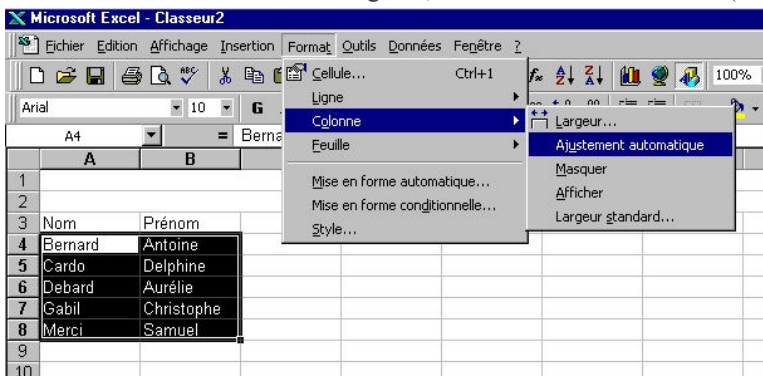 Microsoft Excel - Classeur2
Fichier Edition Affichage Insertion Format Outils Données Fenêtre ?
100%
Arial 10 G
A4 = Berna
Cellule... Ctrl+1
Ligne
Colonne
Feuille
Mise en forme automatique...
Mise en forme conditionnelle...
Style...
Largeur...
Ajustement automatique
Masquer
Afficher
Largeur standard...
A B
1
2
3 Nom Prénom
4 Bernard Antoine
5 Cardo Delphine
6 Debard Aurélie
7 Gabil Christophe
8 Merci Samuel
9
10